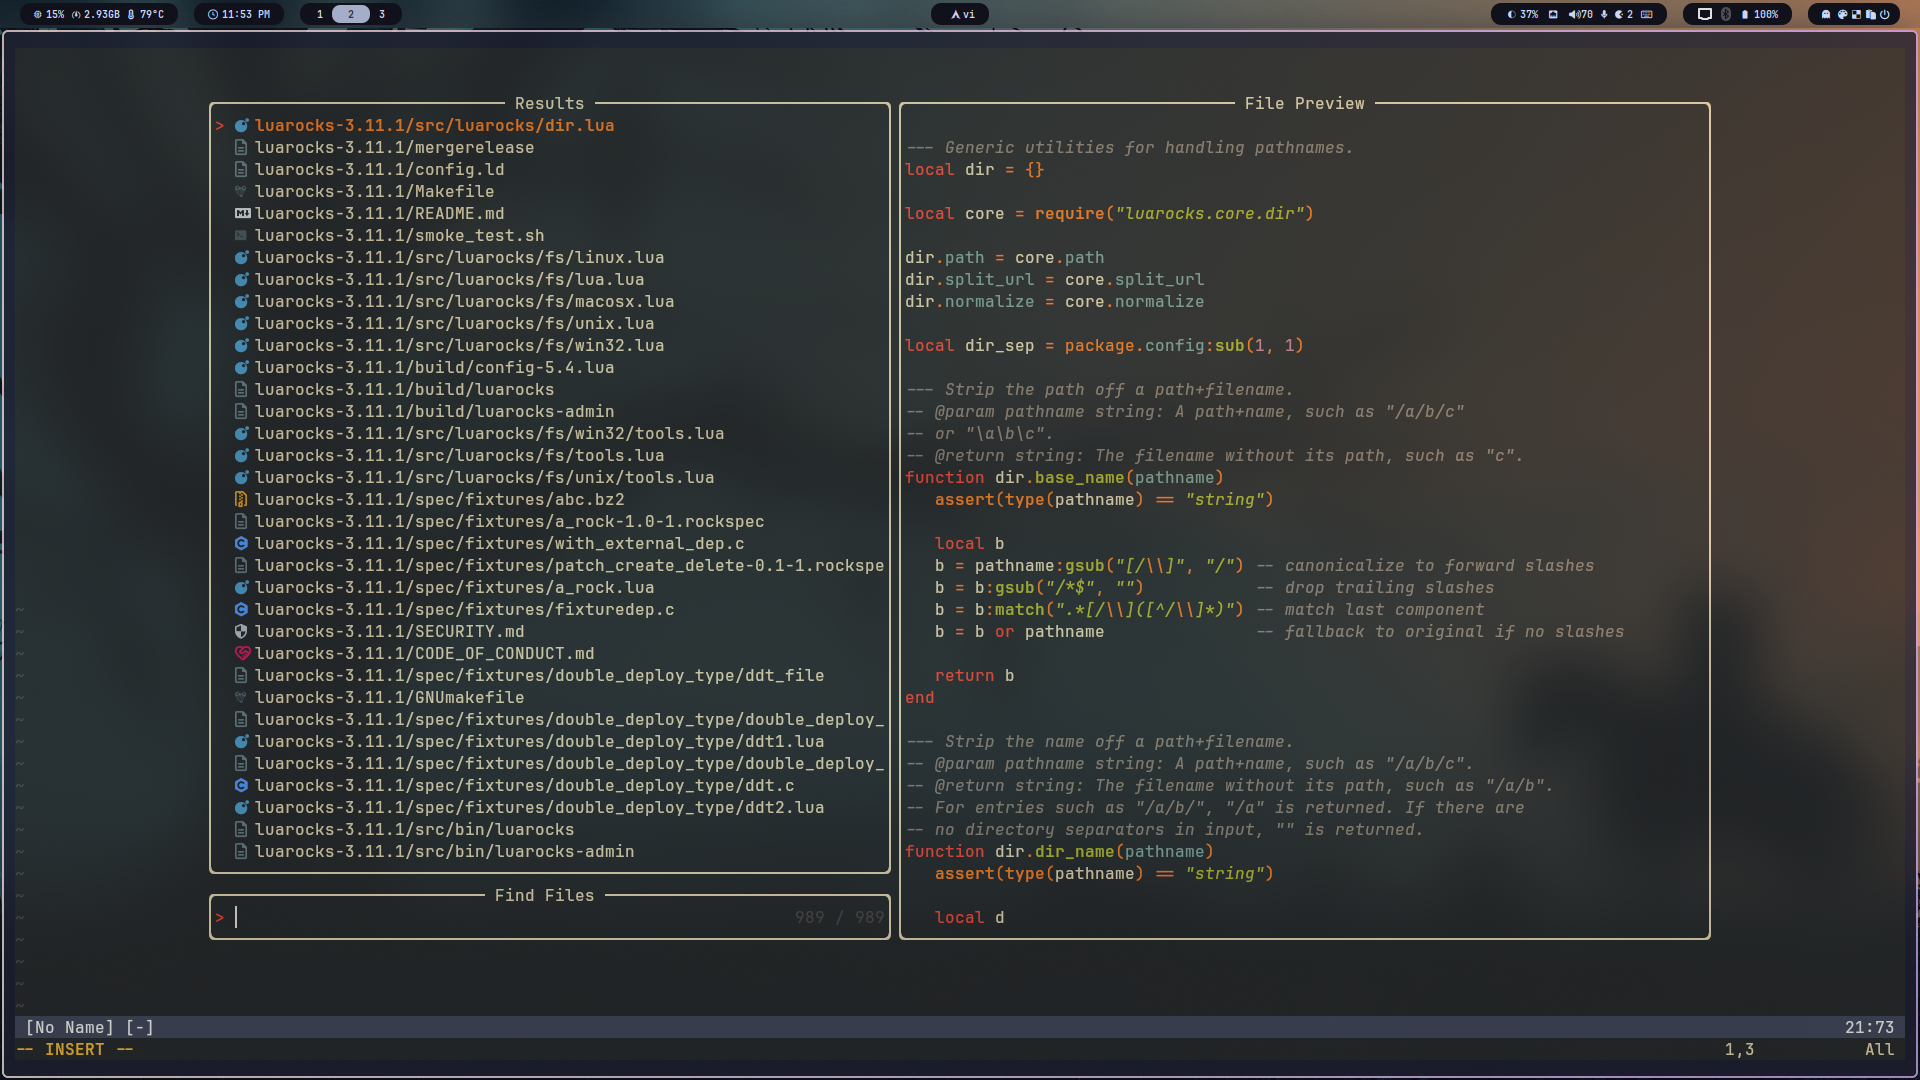 15% 2.93GB 79°C 11:53 PM 1 2 3 vi 37% 70 2 100%
Results
> luarocks-3.11.1/src/luarocks/dir.lua
luarocks-3.11.1/mergerelease
luarocks-3.11.1/config.ld
luarocks-3.11.1/Makefile
luarocks-3.11.1/README.md
luarocks-3.11.1/smoke_test.sh
luarocks-3.11.1/src/luarocks/fs/linux.lua
luarocks-3.11.1/src/luarocks/fs/lua.lua
luarocks-3.11.1/src/luarocks/fs/macosx.lua
luarocks-3.11.1/src/luarocks/fs/unix.lua
luarocks-3.11.1/src/luarocks/fs/win32.lua
luarocks-3.11.1/build/config-5.4.lua
luarocks-3.11.1/build/luarocks
luarocks-3.11.1/build/luarocks-admin
luarocks-3.11.1/src/luarocks/fs/win32/tools.lua
luarocks-3.11.1/src/luarocks/fs/tools.lua
luarocks-3.11.1/src/luarocks/fs/unix/tools.lua
luarocks-3.11.1/spec/fixtures/abc.bz2
luarocks-3.11.1/spec/fixtures/a_rock-1.0-1.rockspec
luarocks-3.11.1/spec/fixtures/with_external_dep.c
luarocks-3.11.1/spec/fixtures/patch_create_delete-0.1-1.rockspe
luarocks-3.11.1/spec/fixtures/a_rock.lua
luarocks-3.11.1/spec/fixtures/fixturedep.c
luarocks-3.11.1/SECURITY.md
luarocks-3.11.1/CODE_OF_CONDUCT.md
luarocks-3.11.1/spec/fixtures/double_deploy_type/ddt_file
luarocks-3.11.1/GNUmakefile
luarocks-3.11.1/spec/fixtures/double_deploy_type/double_deploy_
luarocks-3.11.1/spec/fixtures/double_deploy_type/ddt1.lua
luarocks-3.11.1/spec/fixtures/double_deploy_type/double_deploy_
luarocks-3.11.1/spec/fixtures/double_deploy_type/ddt.c
luarocks-3.11.1/spec/fixtures/double_deploy_type/ddt2.lua
luarocks-3.11.1/src/bin/luarocks
luarocks-3.11.1/src/bin/luarocks-admin
Find Files
> 989 / 989
File Preview
--- Generic utilities for handling pathnames.
local dir = {}
local core = require("luarocks.core.dir")
dir.path = core.path
dir.split_url = core.split_url
dir.normalize = core.normalize
local dir_sep = package.config:sub(1, 1)
--- Strip the path off a path+filename.
-- @param pathname string: A path+name, such as "/a/b/c"
-- or "\a\b\c".
-- @return string: The filename without its path, such as "c".
function dir.base_name(pathname)
assert(type(pathname) == "string")
local b
b = pathname:gsub("[/\\]", "/") -- canonicalize to forward slashes
b = b:gsub("/*$", "") -- drop trailing slashes
b = b:match(".*[/\\]([^/\\]*)") -- match last component
b = b or pathname -- fallback to original if no slashes
return b
end
--- Strip the name off a path+filename.
-- @param pathname string: A path+name, such as "/a/b/c".
-- @return string: The filename without its path, such as "/a/b".
-- For entries such as "/a/b/", "/a" is returned. If there are
-- no directory separators in input, "" is returned.
function dir.dir_name(pathname)
assert(type(pathname) == "string")
local d
[No Name] [-] 21:73
-- INSERT -- 1,3 All